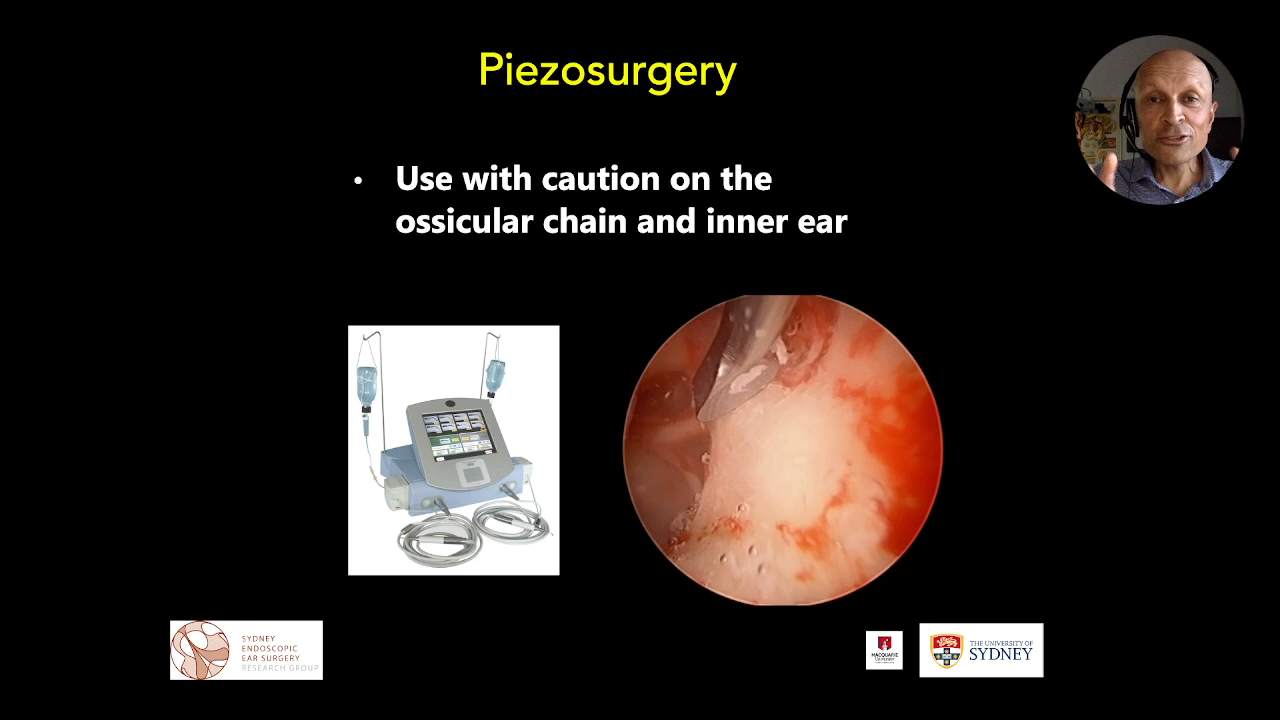 Piezosurgery
• Use with caution on the
ossicular chain and inner ear
SYDNEY
ENDOSCOPIC
EAR SURGERY
RESEARCH GROUP
MACQUARIE
University
THE UNIVERSITY OF
SYDNEY